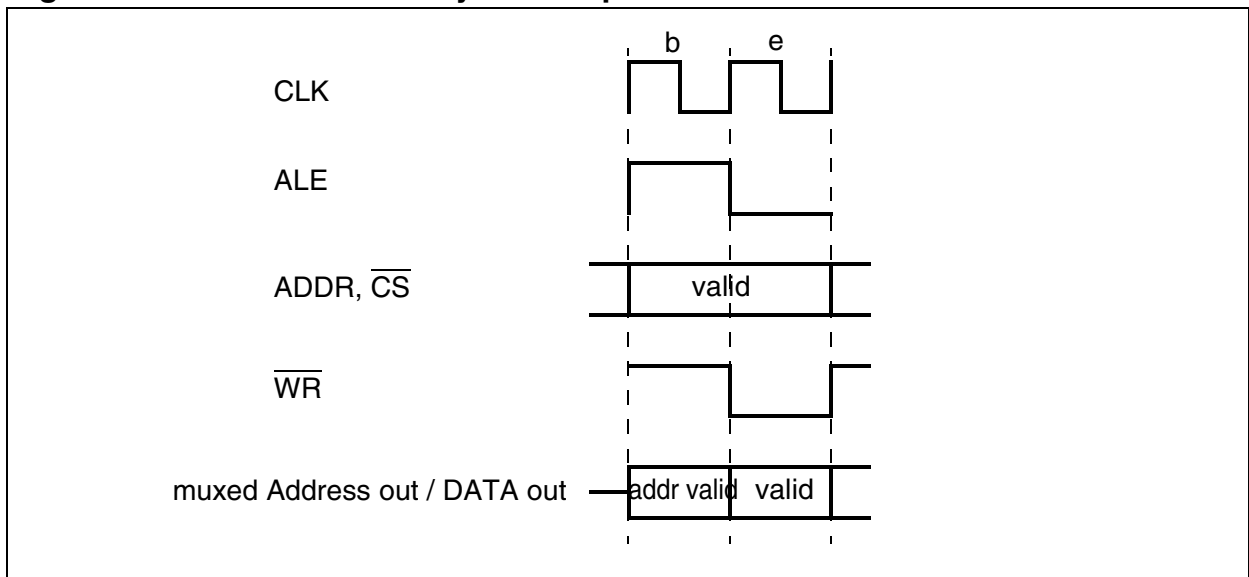 b e
CLK
ALE
ADDR, CS
valid
WR
muxed Address out / DATA out
addr valid valid